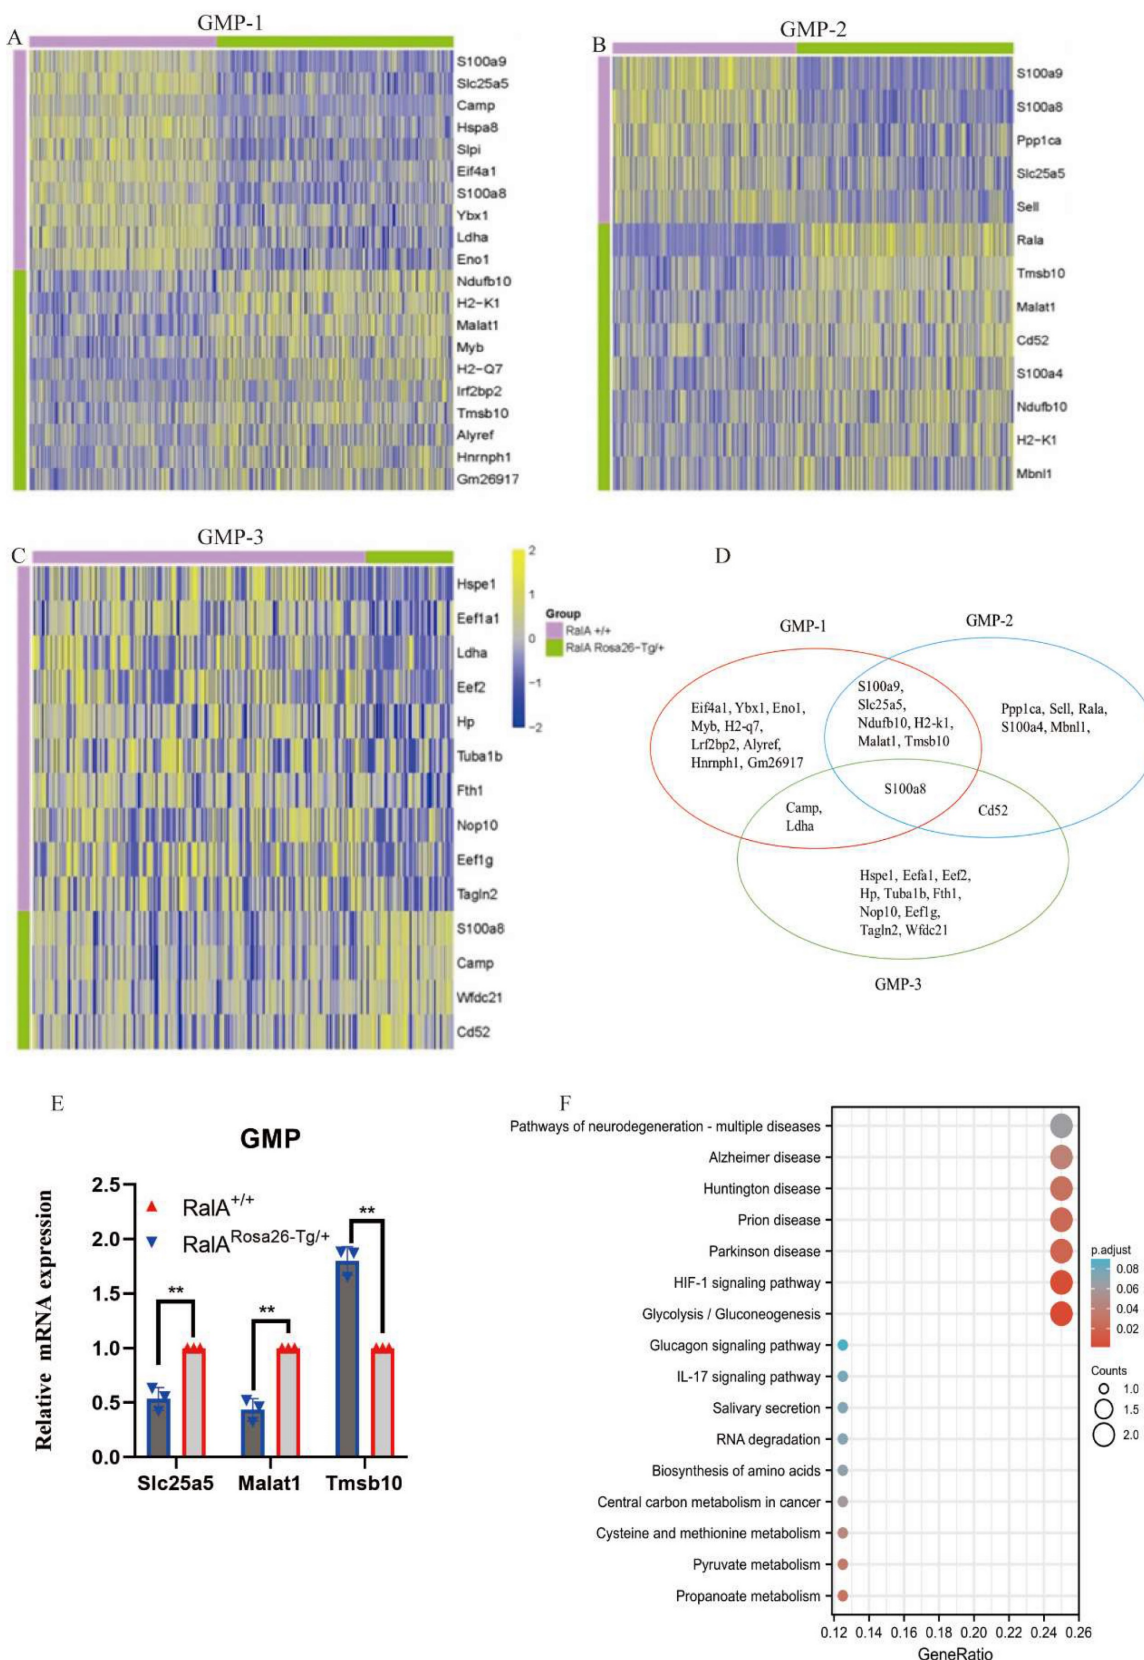 A
GMP-1
S100a9
Slc25a5
Camp
Hspa8
Slpi
Eif4a1
S100a8
Ybx1
Ldha
Eno1
Ndufb10
H2-K1
Malat1
Myb
H2-Q7
Irf2bp2
Tmsb10
Alyref
Hnrnph1
Gm26917
B
GMP-2
S100a9
S100a8
Ppp1ca
Slc25a5
Sell
Rala
Tmsb10
Malat1
Cd52
S100a4
Ndufb10
H2-K1
Mbnl1
C
GMP-3
Hspe1
Eef1a1
Ldha
Eef2
Hp
Tuba1b
Fth1
Nop10
Eef1g
Tagln2
S100a8
Camp
Wfdc21
Cd52
2
1
0
-1
-2
Group
RalA +/+
RalA Rosa26-Tg/+
D
GMP-1
GMP-2
Eif4a1, Ybx1, Eno1,
Myb, H2-q7,
Lrf2bp2, Alyref,
Hnrnph1, Gm26917
S100a9,
Slc25a5,
Ndufb10, H2-k1,
Malat1, Tmsb10
Ppp1ca, Sell, Rala,
S100a4, Mbnl1,
S100a8
Camp,
Ldha
Cd52
Hspe1, Eefa1, Eef2,
Hp, Tuba1b, Fth1,
Nop10, Eef1g,
Tagln2, Wfdc21
GMP-3
E
GMP
Relative mRNA expression
2.5
2.0
1.5
1.0
0.5
0.0
RalA+/+
RalARosa26-Tg/+
**
**
**
Slc25a5 Malat1 Tmsb10
F
Pathways of neurodegeneration - multiple diseases
Alzheimer disease
Huntington disease
Prion disease
Parkinson disease
HIF-1 signaling pathway
Glycolysis / Gluconeogenesis
Glucagon signaling pathway
IL-17 signaling pathway
Salivary secretion
RNA degradation
Biosynthesis of amino acids
Central carbon metabolism in cancer
Cysteine and methionine metabolism
Pyruvate metabolism
Propanoate metabolism
0.12 0.14 0.16 0.18 0.20 0.22 0.24 0.26
GeneRatio
p.adjust
0.08
0.06
0.04
0.02
Counts
1.0
1.5
2.0